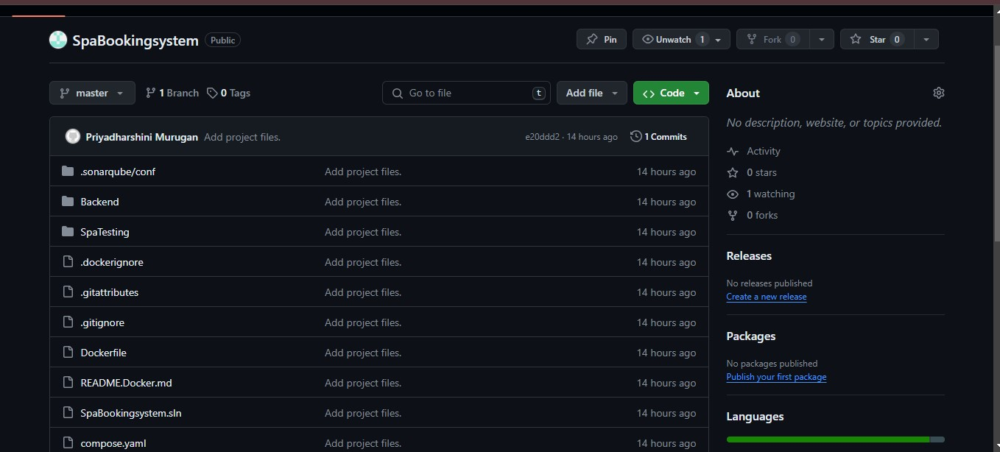 SpaBookingsystem Public Pin Unwatch 1 Fork 0 Star 0
master 1 Branch 0 Tags Go to file t Add file <> Code
Priyadharshini Murugan Add project files. e20ddd2 · 14 hours ago 1 Commits
.sonarqube/conf Add project files. 14 hours ago
Backend Add project files. 14 hours ago
SpaTesting Add project files. 14 hours ago
.dockerignore Add project files. 14 hours ago
.gitattributes Add project files. 14 hours ago
.gitignore Add project files. 14 hours ago
Dockerfile Add project files. 14 hours ago
README.Docker.md Add project files. 14 hours ago
SpaBookingsystem.sln Add project files. 14 hours ago
compose.yaml Add project files. 14 hours ago
About
No description, website, or topics provided.
Activity
0 stars
1 watching
0 forks
Releases
No releases published
Create a new release
Packages
No packages published
Publish your first package
Languages